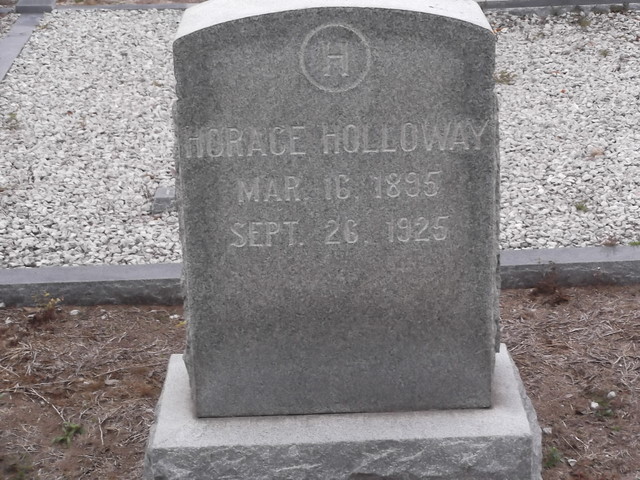 H
HORACE HOLLOWAY
MAR. 16, 1895
SEPT. 26, 1925